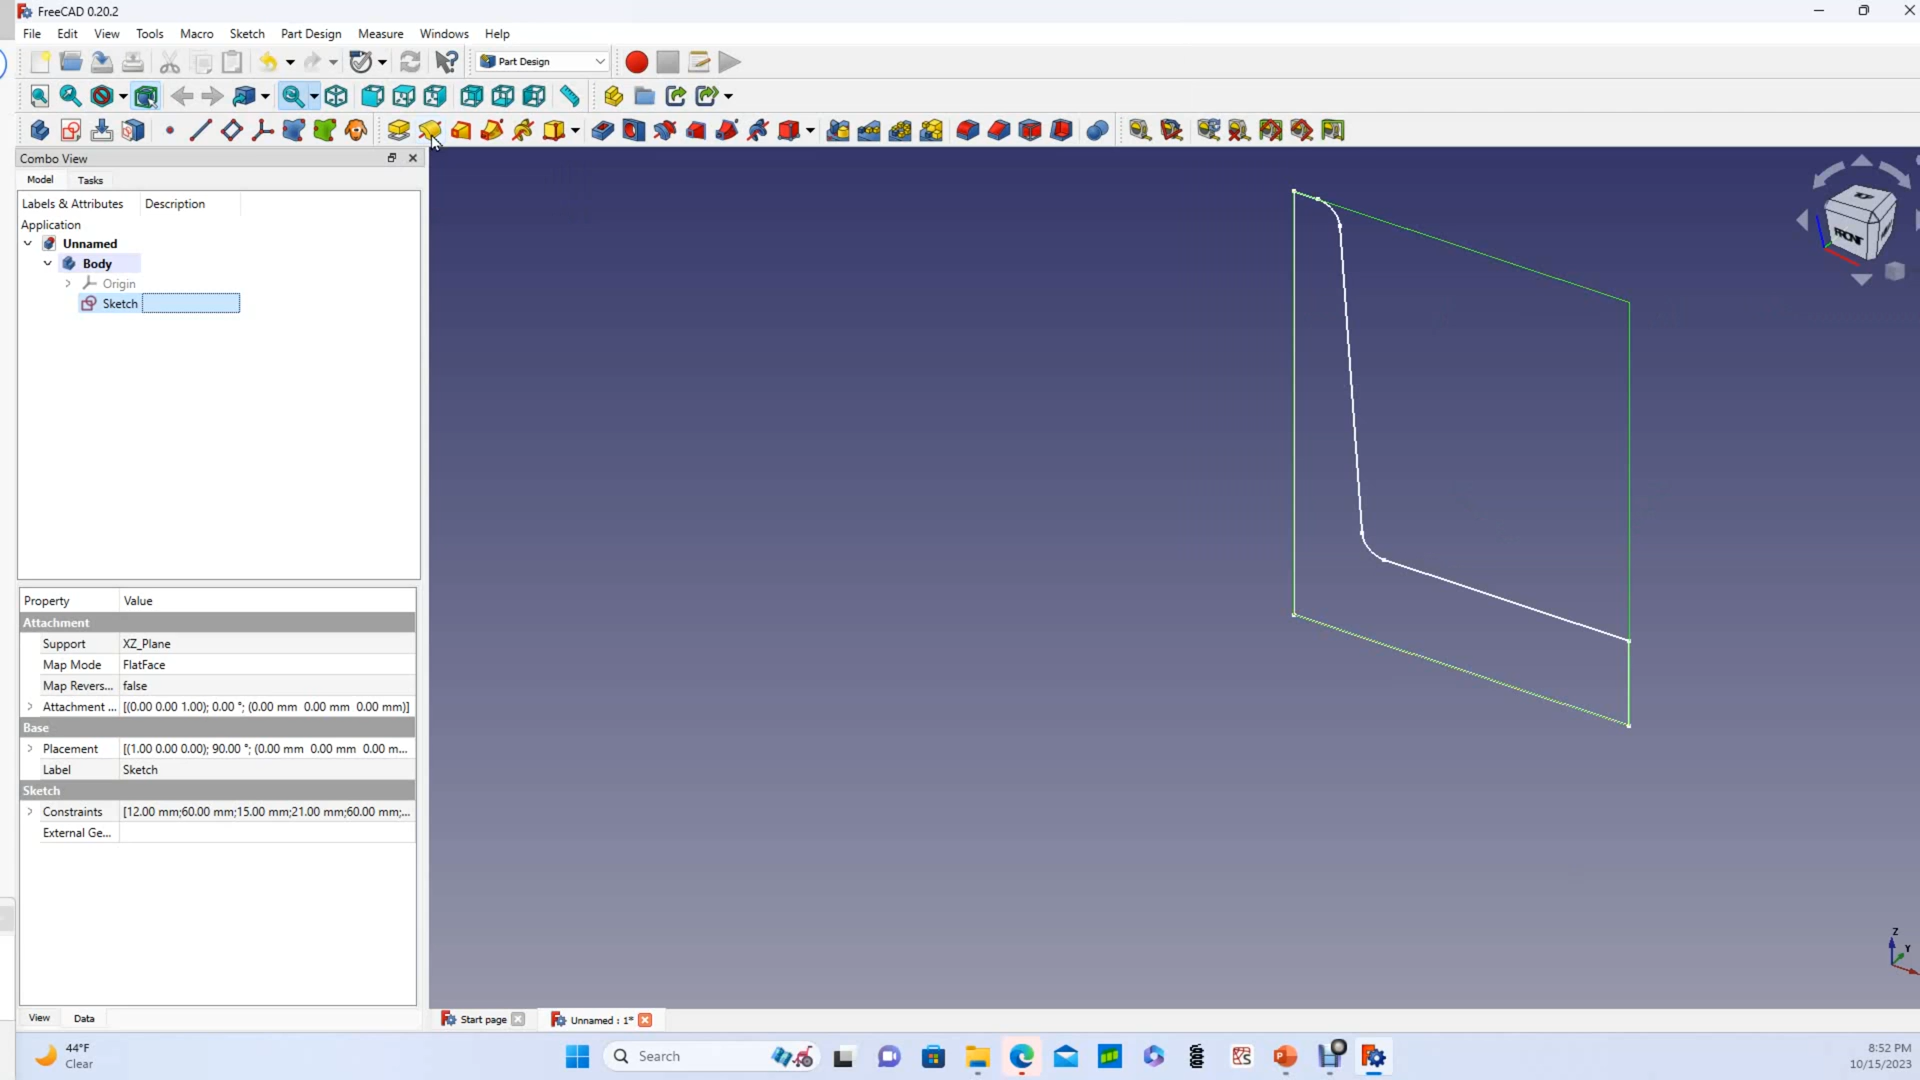 FreeCAD 0.20.2
File Edit View Tools Macro Sketch Part Design Measure Windows Help
Part Design
Combo View
Model Tasks
Labels & Attributes Description
Application
Unnamed
Body
Origin
Sketch
Property Value
Attachment
Support XZ_Plane
Map Mode FlatFace
Map Revers... false
Attachment ... [(0.00 0.00 1.00); 0.00 °; (0.00 mm 0.00 mm 0.00 mm)]
Base
Placement [(1.00 0.00 0.00); 90.00 °; (0.00 mm 0.00 mm 0.00 m...
Label Sketch
Sketch
Constraints [12.00 mm;60.00 mm;15.00 mm;21.00 mm;60.00 mm;...
External Ge...
View Data
TOP
FRONT
Z
Y
Start page Unnamed : 1*
44°F
Clear
Search
8:52 PM
10/15/2023